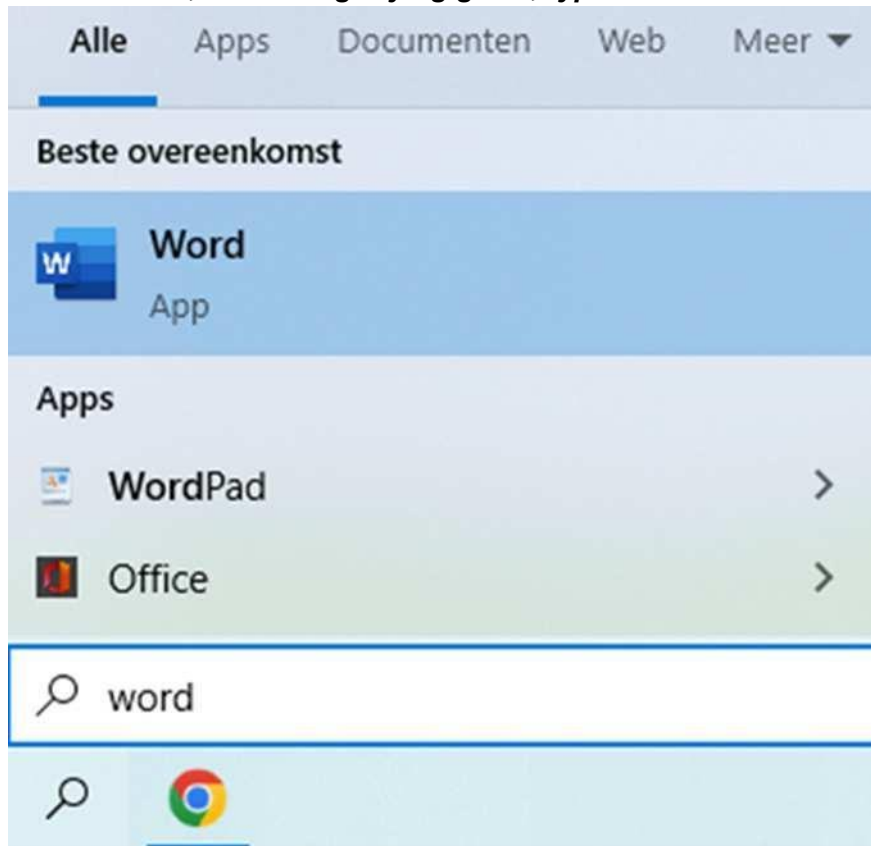 Alle Apps Documenten Web Meer
Beste overeenkomst
W
Word
App
Apps
WordPad
Office
word